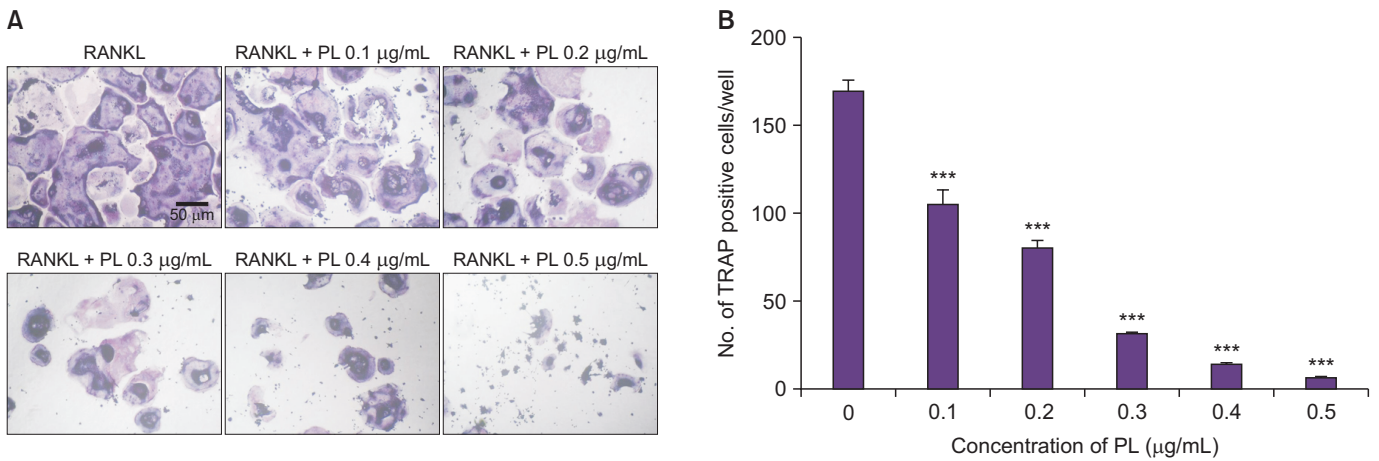 A
RANKL
RANKL + PL 0.1 μg/mL
RANKL + PL 0.2 μg/mL
50 μm
RANKL + PL 0.3 μg/mL
RANKL + PL 0.4 μg/mL
RANKL + PL 0.5 μg/mL
B
No. of TRAP positive cells/well
200
150
100
50
0
***
***
***
***
***
0
0.1
0.2
0.3
0.4
0.5
Concentration of PL (μg/mL)